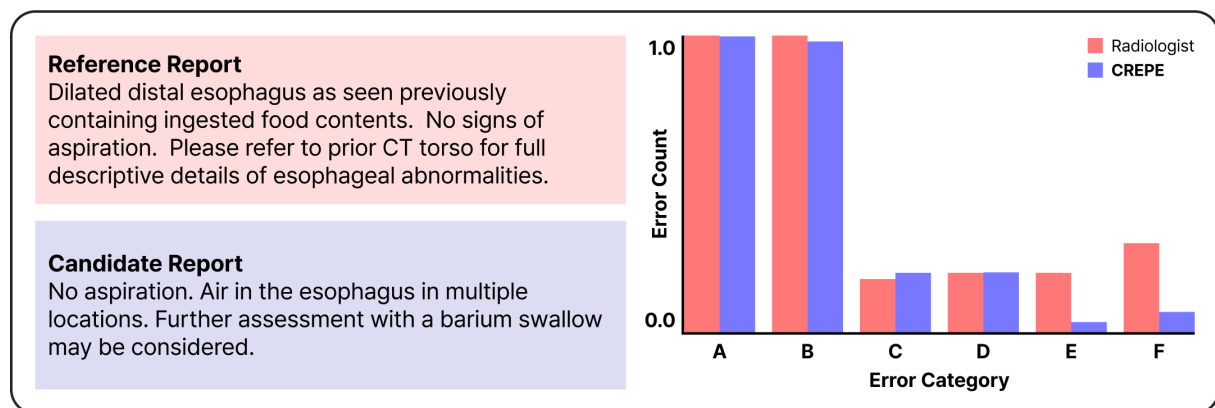 Reference Report
Dilated distal esophagus as seen previously
containing ingested food contents.  No signs of
aspiration.  Please refer to prior CT torso for full
descriptive details of esophageal abnormalities.
Candidate Report
No aspiration. Air in the esophagus in multiple
locations. Further assessment with a barium swallow
may be considered.
1.0
0.0
Error Count
A B C D E F
Error Category
Radiologist
CREPE